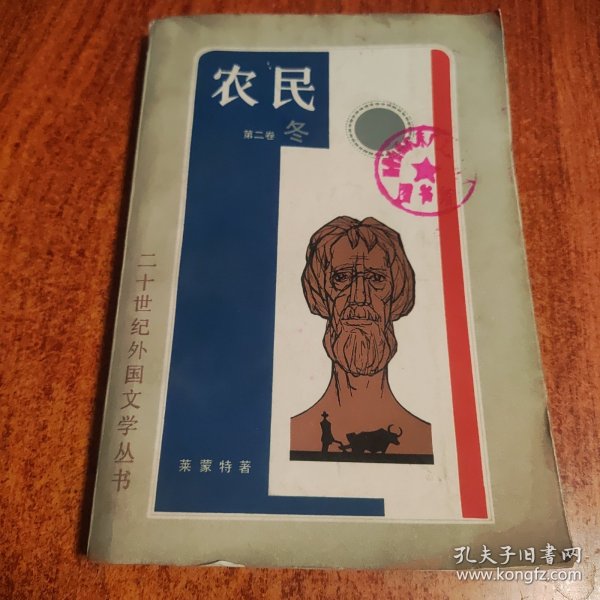 农民
第二卷 冬
二十世纪外国文学丛书
莱蒙特著
孔夫子旧书网
www.kongfz.com